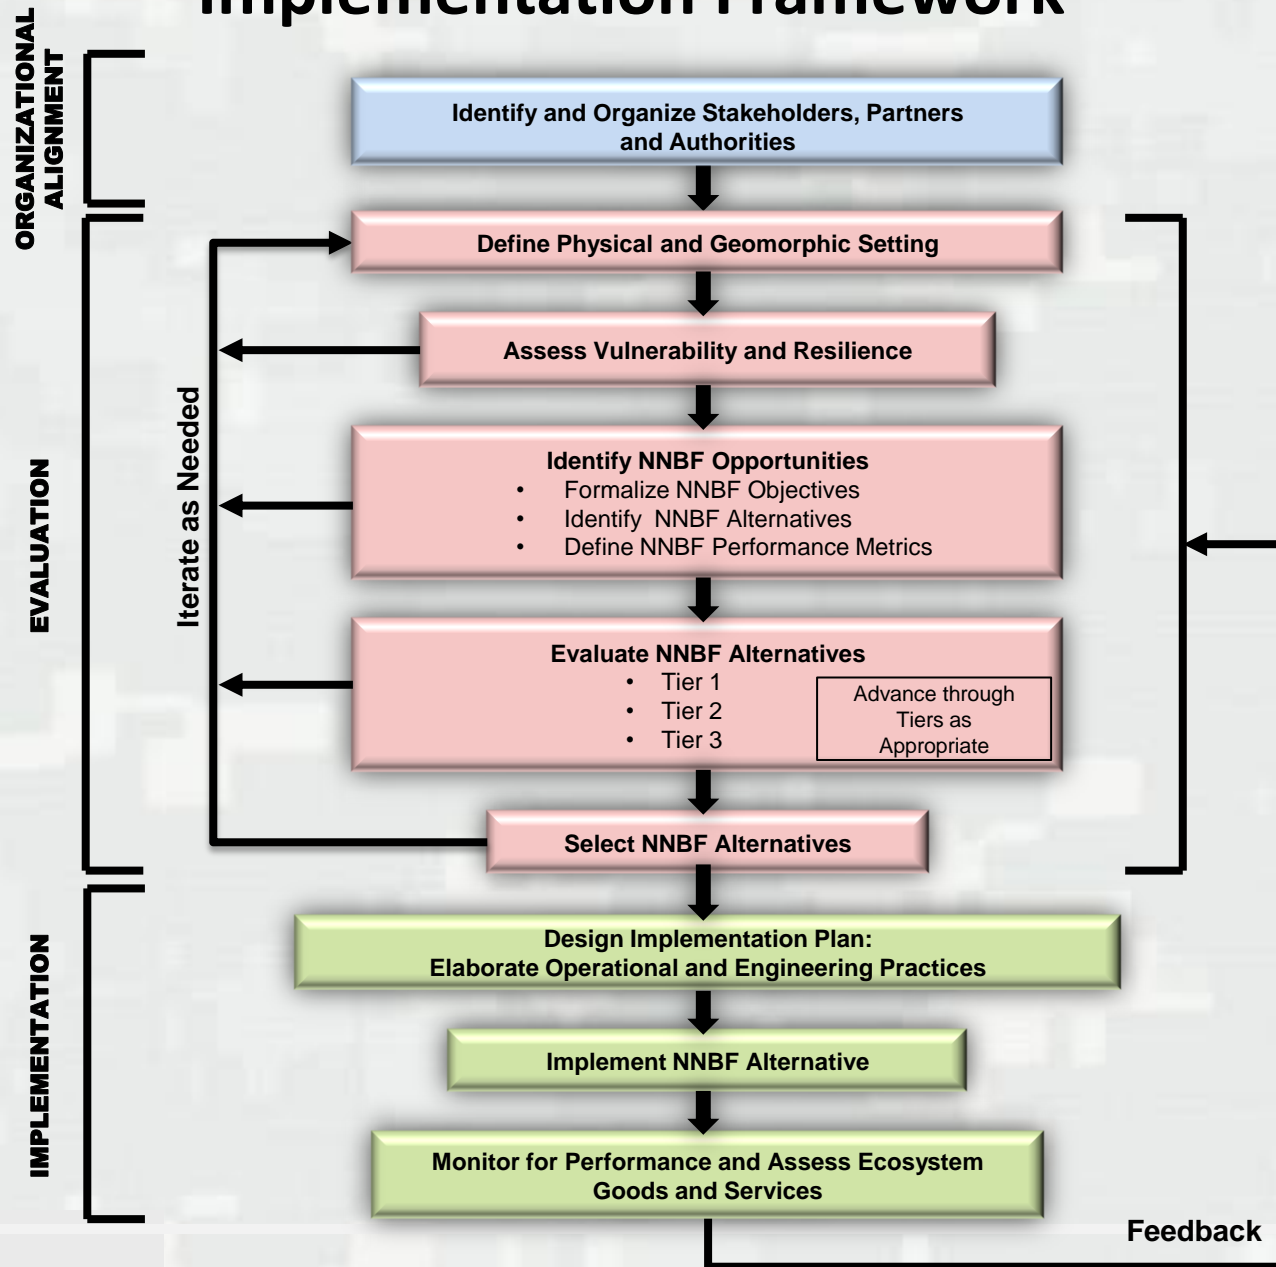 Implementation Framework
ORGANIZATIONAL
ALIGNMENT
Identify and Organize Stakeholders, Partners
and Authorities
EVALUATION
Iterate as Needed
Define Physical and Geomorphic Setting
Assess Vulnerability and Resilience
Identify NNBF Opportunities
• Formalize NNBF Objectives
• Identify NNBF Alternatives
• Define NNBF Performance Metrics
Evaluate NNBF Alternatives
• Tier 1
• Tier 2
• Tier 3
Advance through
Tiers as
Appropriate
Select NNBF Alternatives
IMPLEMENTATION
Design Implementation Plan:
Elaborate Operational and Engineering Practices
Implement NNBF Alternative
Monitor for Performance and Assess Ecosystem
Goods and Services
Feedback